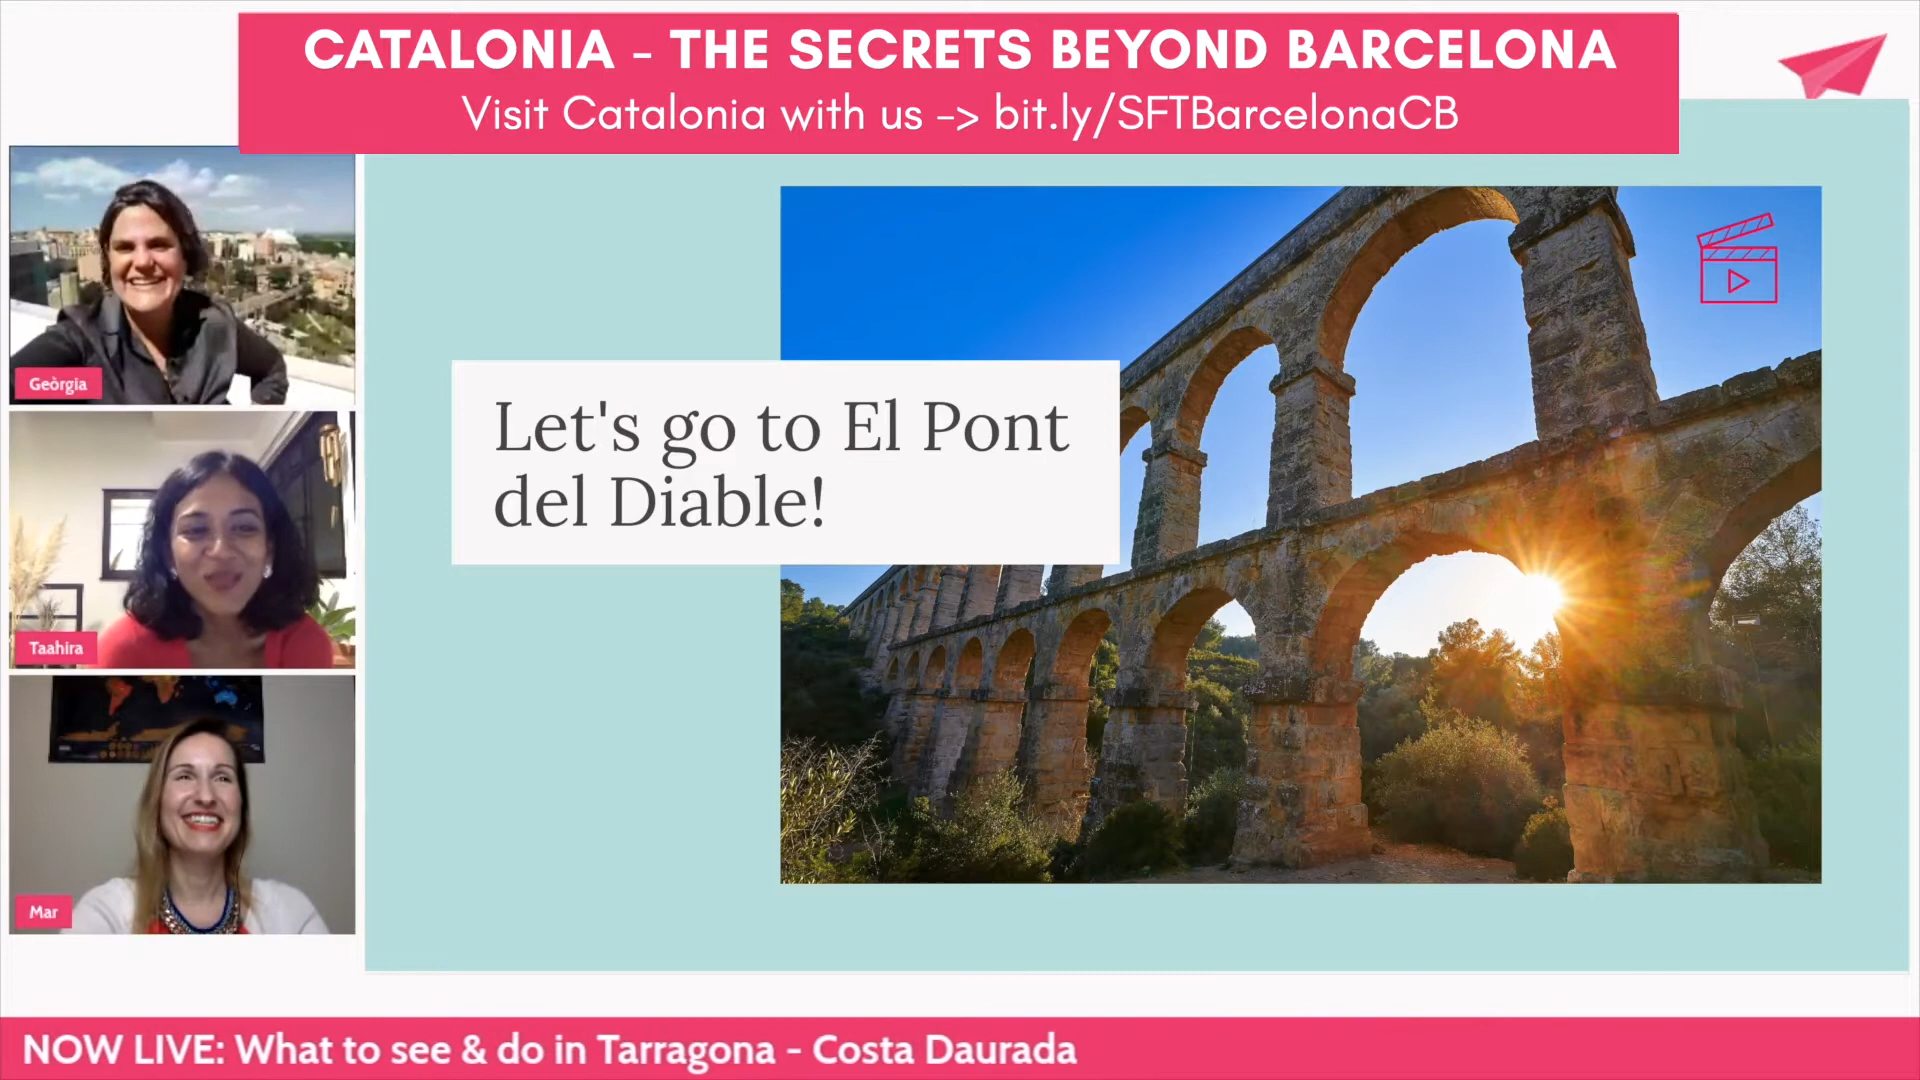 CATALONIA - THE SECRETS BEYOND BARCELONA
Visit Catalonia with us -> bit.ly/SFTBarcelonaCB
Geòrgia
Let's go to El Pont
del Diable!
Taahira
Mar
NOW LIVE: What to see & do in Tarragona - Costa Daurada